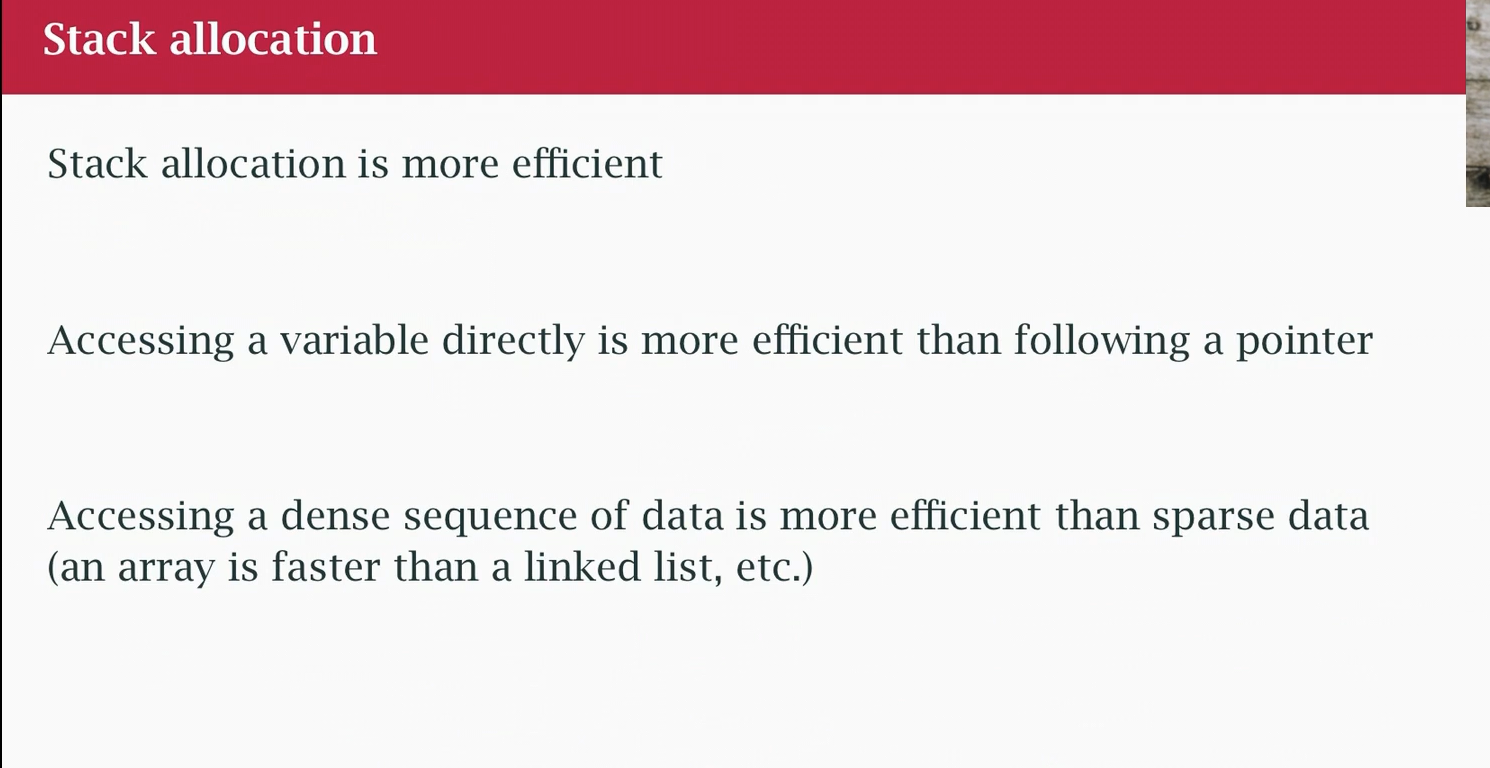 Stack allocation
Stack allocation is more efficient
Accessing a variable directly is more efficient than following a pointer
Accessing a dense sequence of data is more efficient than sparse data
(an array is faster than a linked list, etc.)